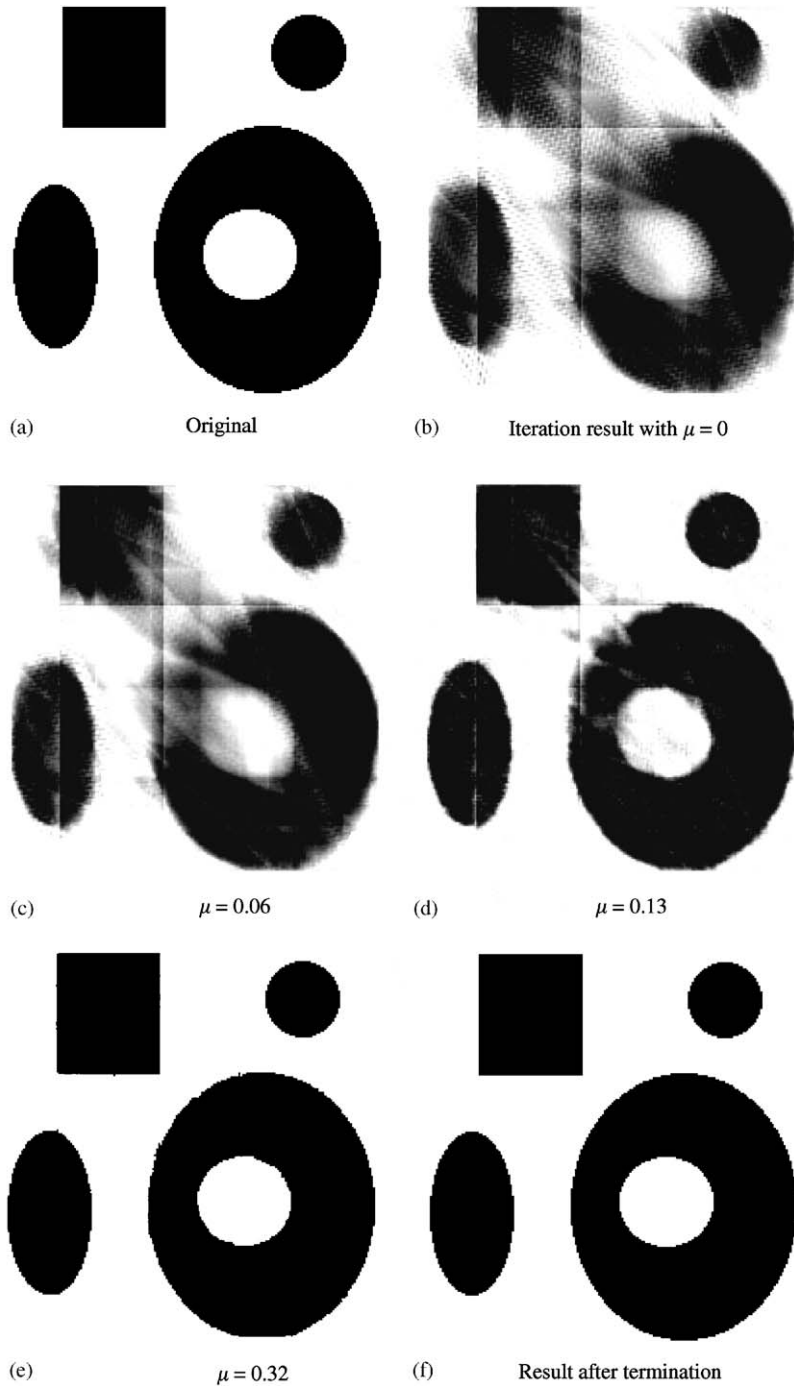 (a) Original
(b) Iteration result with μ = 0
(c) μ = 0.06
(d) μ = 0.13
(e) μ = 0.32
(f) Result after termination